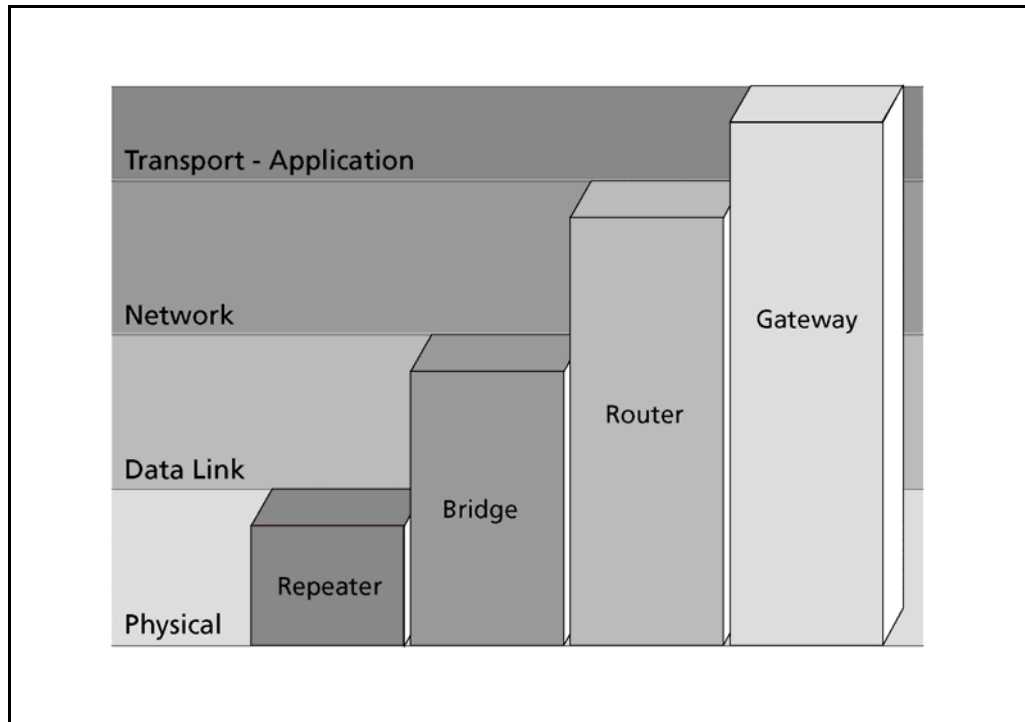 Transport - Application
Network
Gateway
Router
Data Link
Bridge
Repeater
Physical